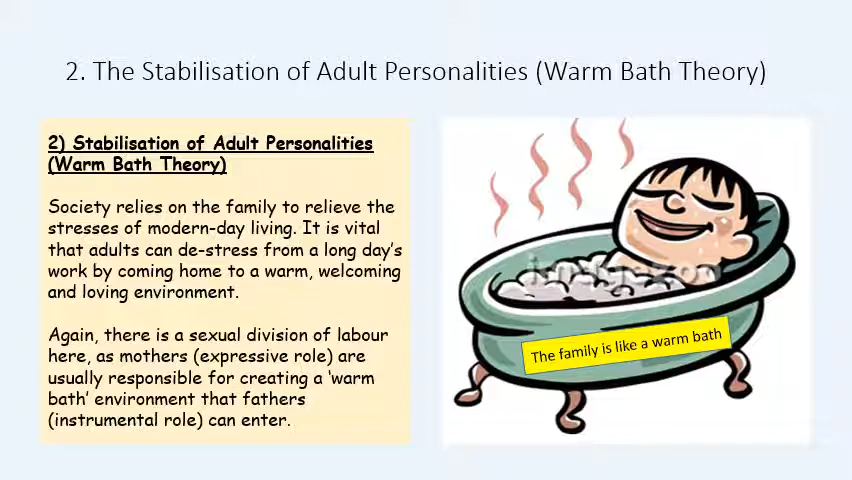 2. The Stabilisation of Adult Personalities (Warm Bath Theory)
2) Stabilisation of Adult Personalities
(Warm Bath Theory)
Society relies on the family to relieve the
stresses of modern-day living. It is vital
that adults can de-stress from a long day's
work by coming home to a warm, welcoming
and loving environment.
Again, there is a sexual division of labour
here, as mothers (expressive role) are
usually responsible for creating a 'warm
bath' environment that fathers
(instrumental role) can enter.
The family is like a warm bath